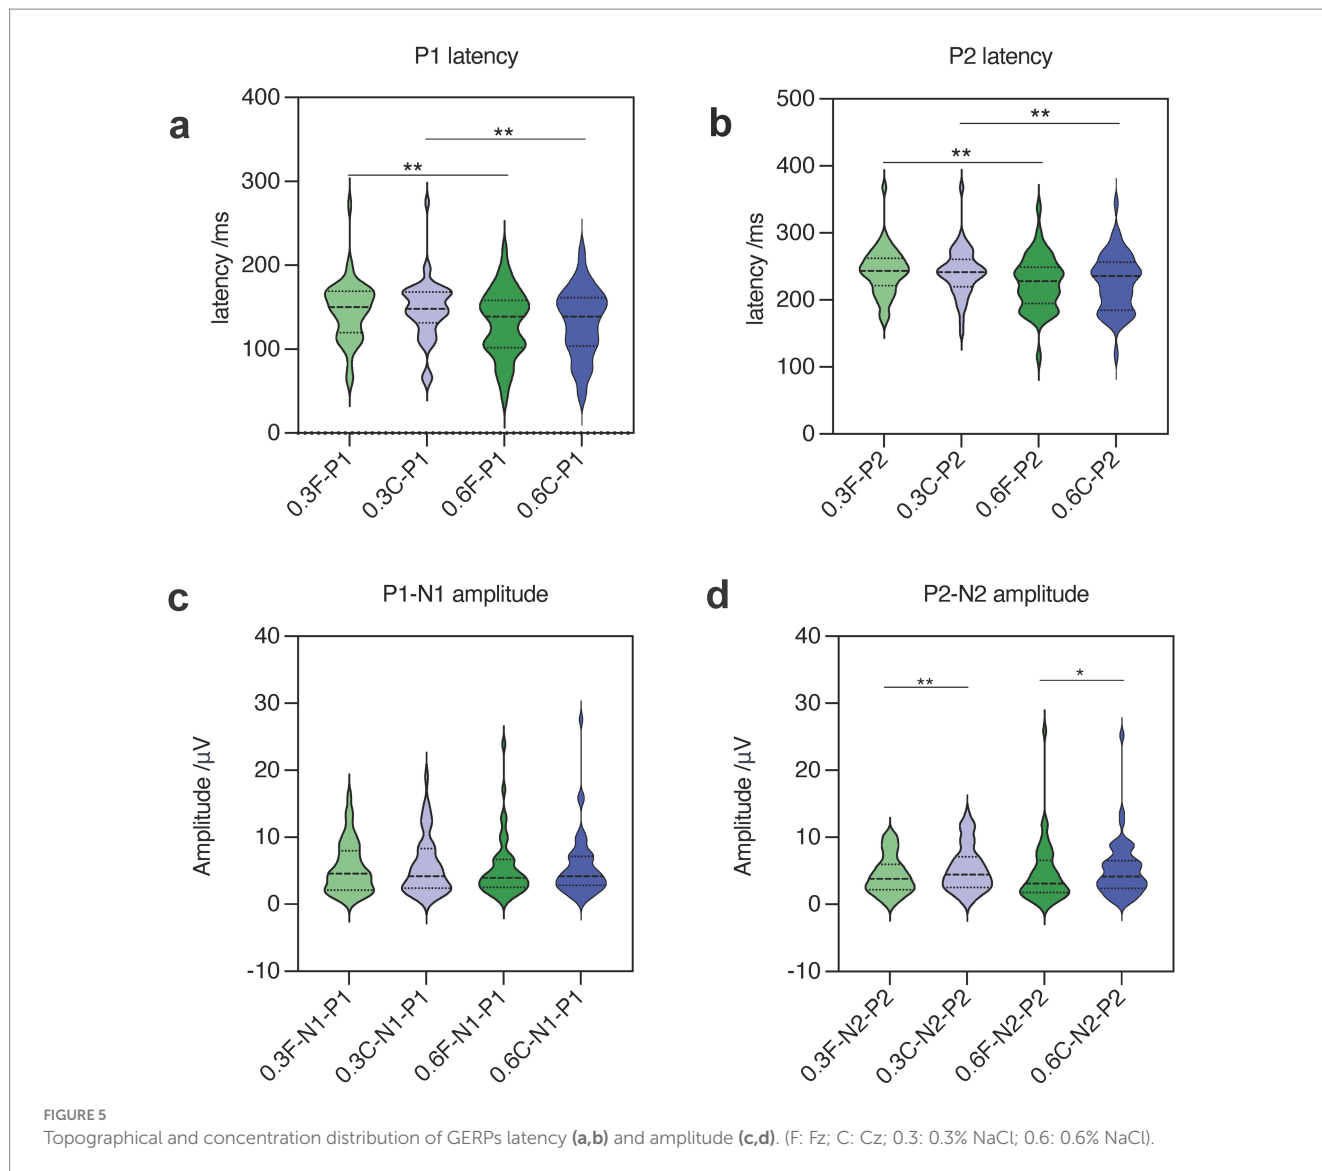 P1 latency
a
400
300
200
100
0
latency /ms
**
**
0.3F-P1
0.3C-P1
0.6F-P1
0.6C-P1
P2 latency
b
500
400
300
200
100
0
latency /ms
**
**
0.3F-P2
0.3C-P2
0.6F-P2
0.6C-P2
P1-N1 amplitude
c
40
30
20
10
0
-10
Amplitude /μV
0.3F-N1-P1
0.3C-N1-P1
0.6F-N1-P1
0.6C-N1-P1
P2-N2 amplitude
d
40
30
20
10
0
-10
Amplitude /μV
**
*
0.3F-N2-P2
0.3C-N2-P2
0.6F-N2-P2
0.6C-N2-P2
FIGURE 5
Topographical and concentration distribution of GERPs latency (a,b) and amplitude (c,d). (F: Fz; C: Cz; 0.3: 0.3% NaCl; 0.6: 0.6% NaCl).